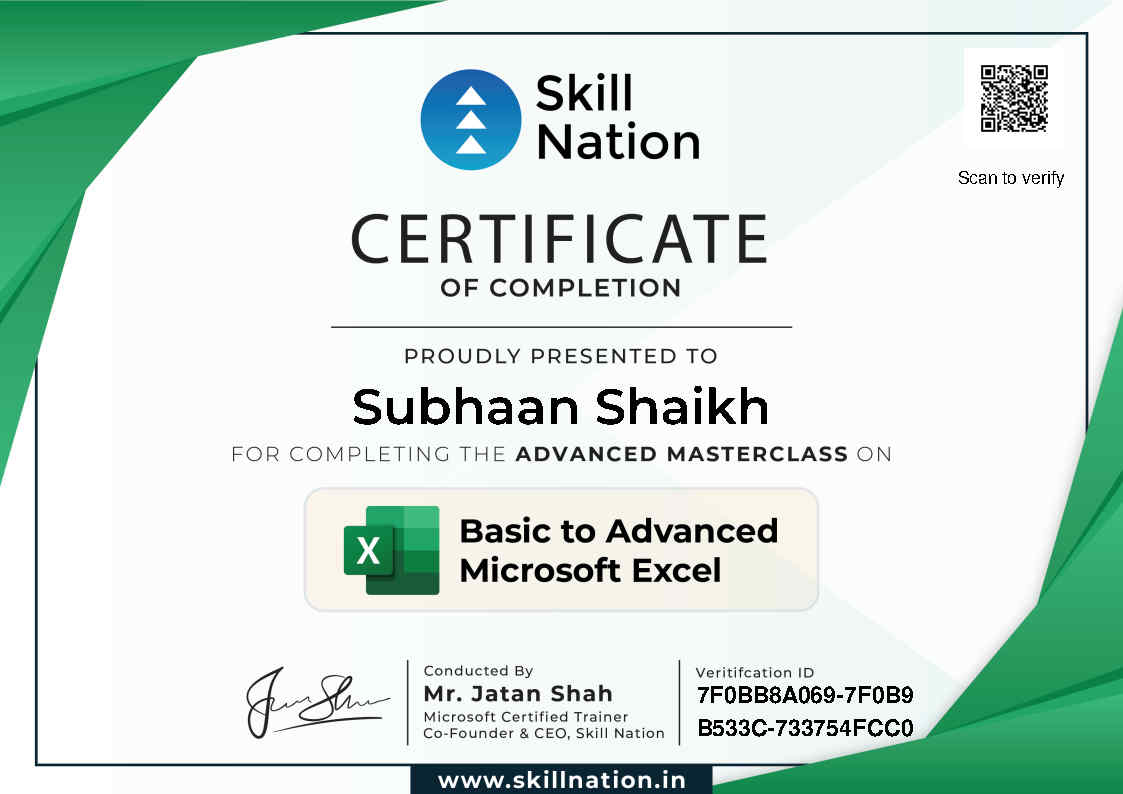 Skill
Nation
Scan to verify
CERTIFICATE
OF COMPLETION
PROUDLY PRESENTED TO
Subhaan Shaikh
FOR COMPLETING THE ADVANCED MASTERCLASS ON
X
Basic to Advanced
Microsoft Excel
Conducted By
Mr. Jatan Shah
Microsoft Certified Trainer
Co-Founder & CEO, Skill Nation
Veritifcation ID
7F0BB8A069-7F0B9
B533C-733754FCC0
www.skillnation.in